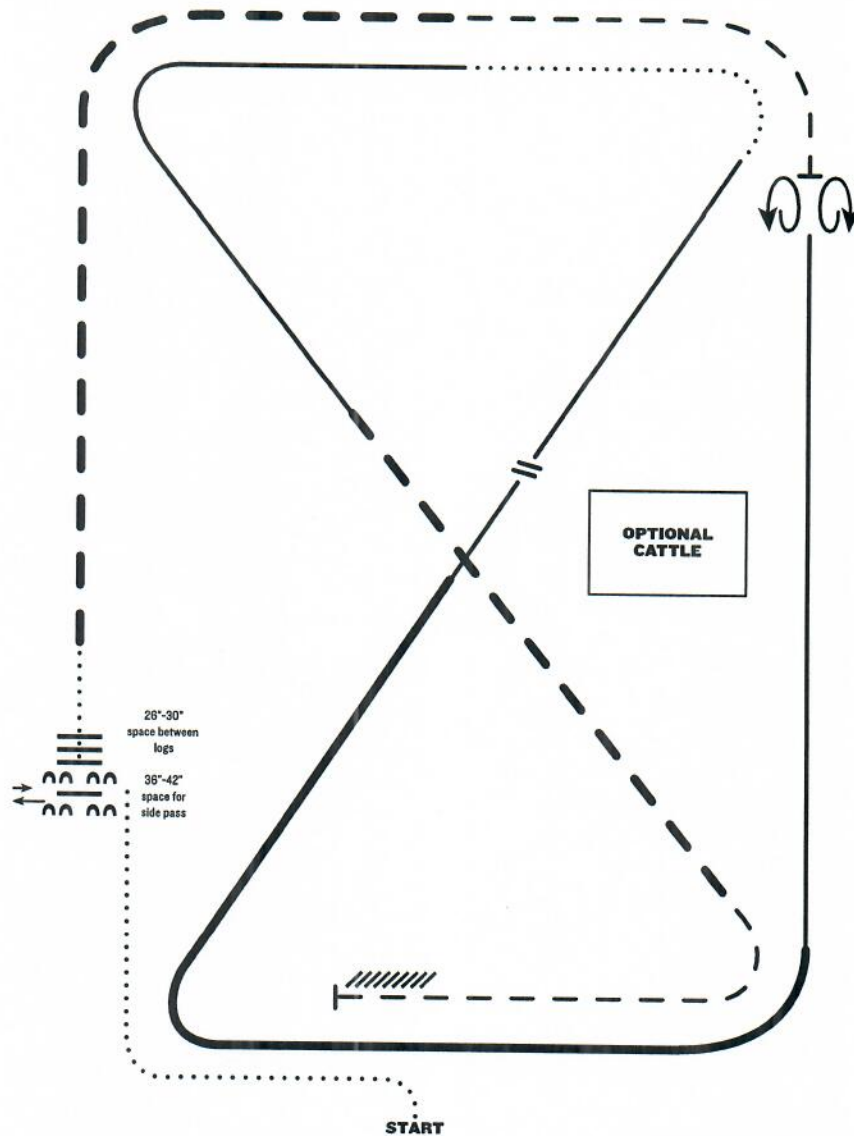 OPTIONAL
CATTLE
26"-30"
space between
logs
36"-42"
space for
side pass
START